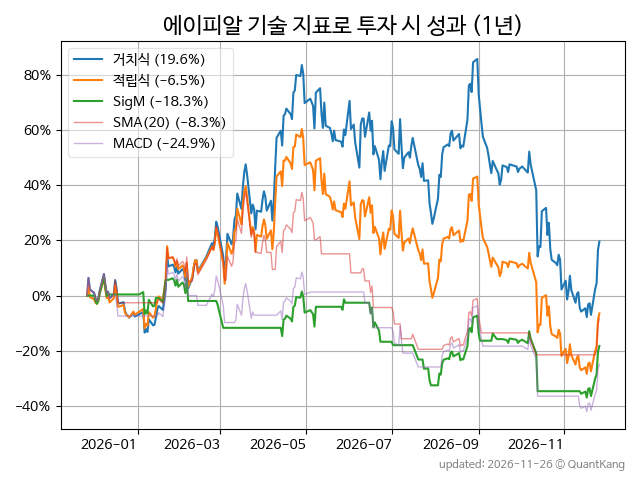 에이피알 기술 지표로 투자 시 성과 (1년)
거치식 (19.6%)
적립식 (−6.5%)
SigM (−18.3%)
SMA(20) (−8.3%)
MACD (−24.9%)
80%
60%
40%
20%
0%
−20%
−40%
2026-01 2026-03 2026-05 2026-07 2026-09 2026-11
updated: 2026-11-26 © QuantKang